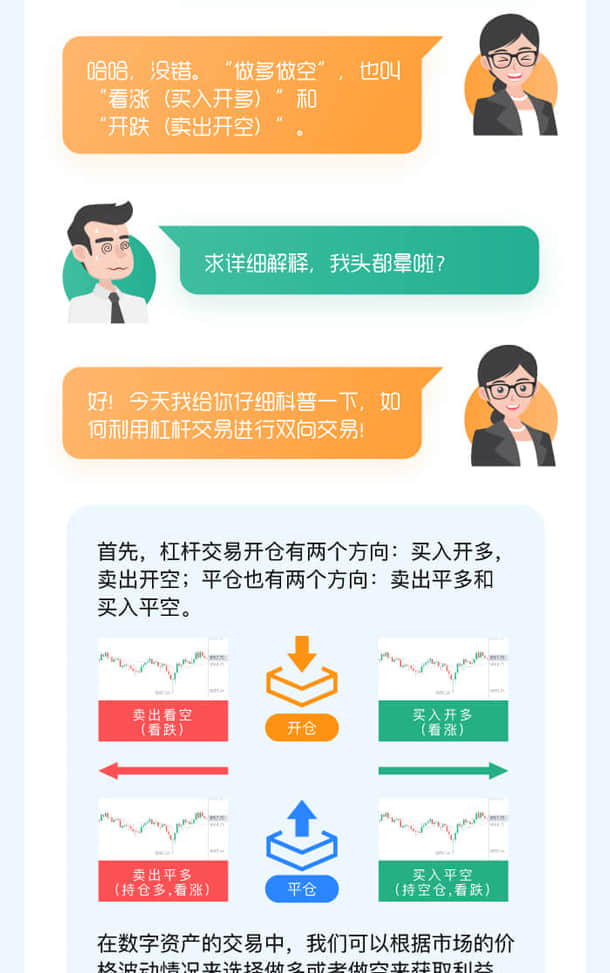 哈哈，没错。“做多做空”，也叫
“看涨（买入开多）”和
“开跌（卖出开空）“。
求详细解释，我头都晕啦？
好！今天我给你仔细科普一下，如
何利用杠杆交易进行双向交易!
首先，杠杆交易开仓有两个方向：买入开多，
卖出开空；平仓也有两个方向：卖出平多和
买入平空。
卖出看空
(看跌)
开仓
买入开多
(看涨)
卖出平多
(持仓多,看涨)
平仓
买入平空
(持空仓,看跌)
在数字资产的交易中，我们可以根据市场的价
格波动情况来选择做多或者做空来获取利益